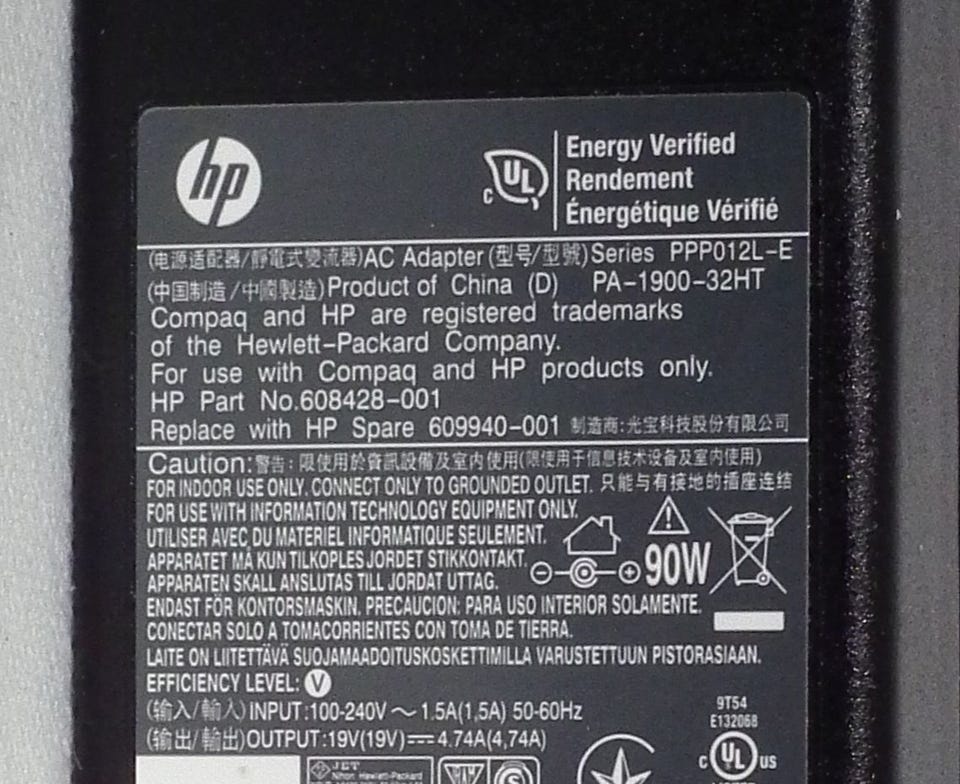 hp
C UL
Energy Verified
Rendement
Énergétique Vérifié
(电源适配器/靜電式變流器)AC Adapter(型号/型號)Series PPP012L-E
(中国制造/中國製造)Product of China (D) PA-1900-32HT
Compaq and HP are registered trademarks
of the Hewlett-Packard Company.
For use with Compaq and HP products only.
HP Part No.608428-001
Replace with HP Spare 609940-001 制造商:光宝科技股份有限公司
Caution:警告:限使用於資訊設備及室内使用(限使用于信息技术设备及室内使用)
FOR INDOOR USE ONLY. CONNECT ONLY TO GROUNDED OUTLET. 只能与有接地的插座连结
FOR USE WITH INFORMATION TECHNOLOGY EQUIPMENT ONLY.
UTILISER AVEC DU MATERIEL INFORMATIQUE SEULEMENT.
APPARATET MÅ KUN TILKOPLES JORDET STIKKONTAKT.
APPARATEN SKALL ANSLUTAS TILL JORDAT UTTAG.
90W
ENDAST FÖR KONTORSMASKIN. PRECAUCION: PARA USO INTERIOR SOLAMENTE.
CONECTAR SOLO A TOMACORRIENTES CON TOMA DE TIERRA.
LAITE ON LIITETTÄVÄ SUOJAMAADOITUSKOSKETTIMILLA VARUSTETTUUN PISTORASIAAN.
EFFICIENCY LEVEL: V
(输入/輸入)INPUT:100-240V ～ 1.5A(1,5A) 50-60Hz
(输出/輸出)OUTPUT:19V(19V)⎓4.74A(4,74A)
9T54
E132068
C UL US
LISTED
JET
Nihon Hewlett-Packard